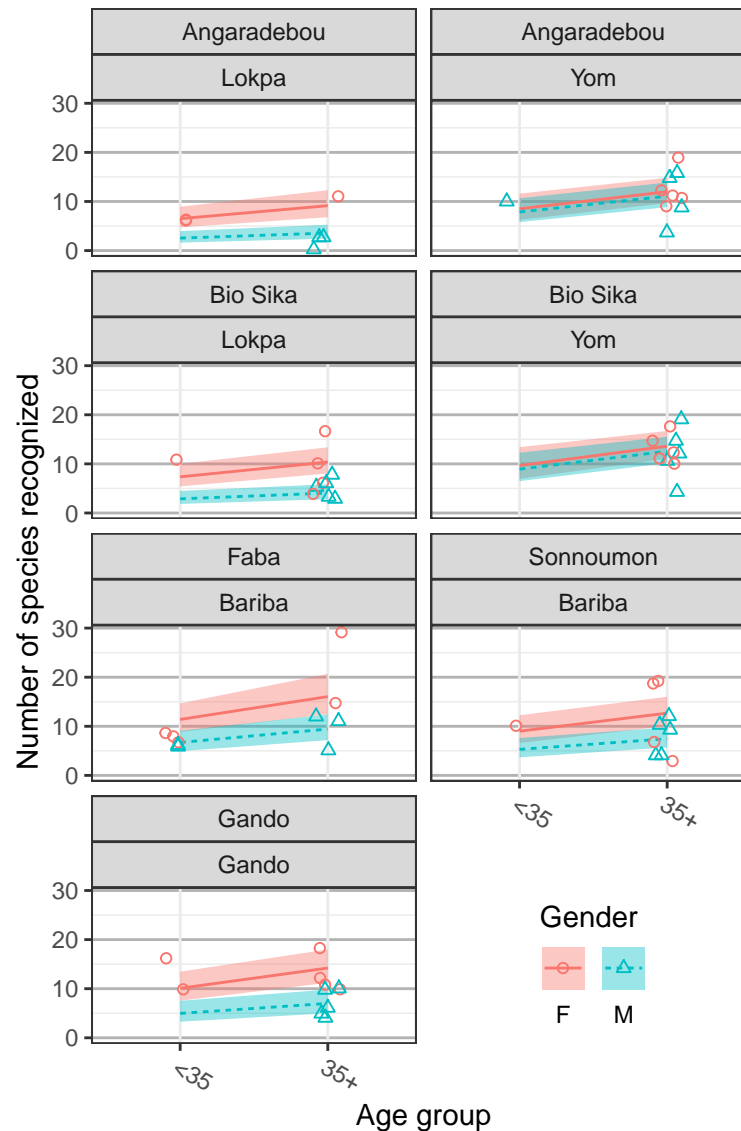 Angaradebou
Lokpa
30
20
10
0
Angaradebou
Yom
Bio Sika
Lokpa
30
20
10
0
Bio Sika
Yom
Faba
Bariba
30
20
10
0
Sonnoumon
Bariba
<35
35+
Gando
Gando
30
20
10
0
<35
35+
Number of species recognized
Age group
Gender
F
M